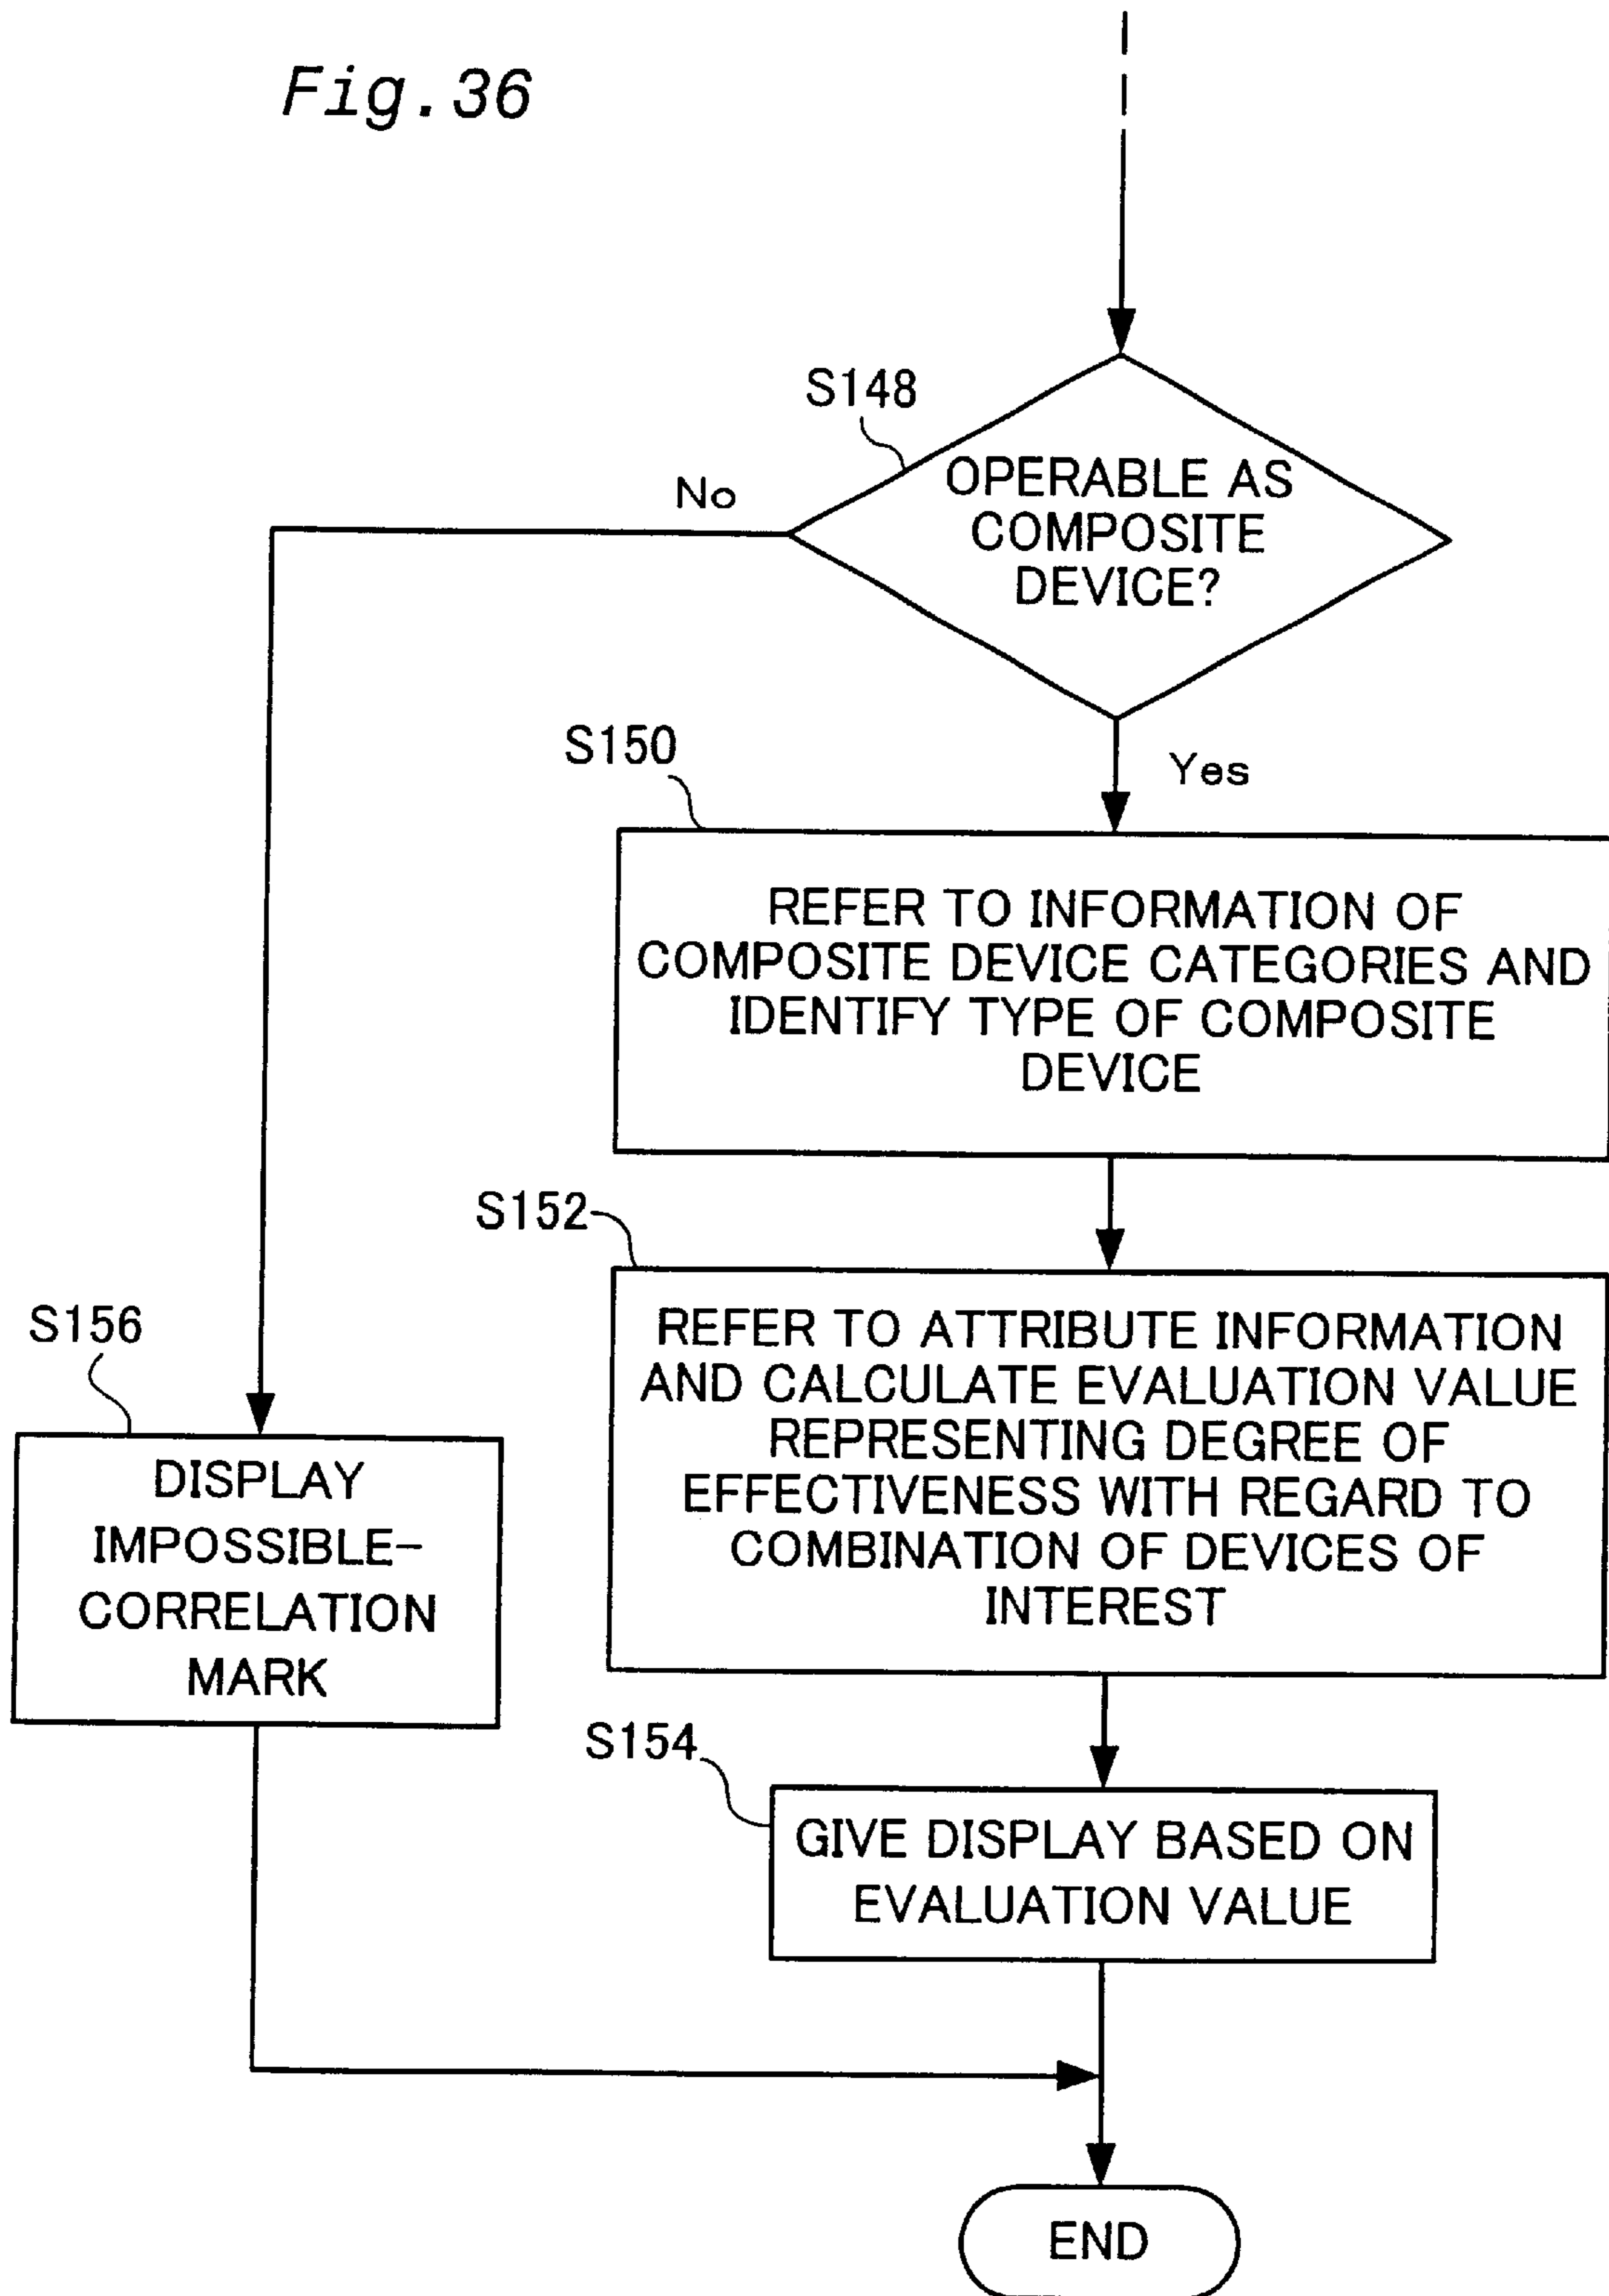 Fig.36
S148
OPERABLE AS
COMPOSITE
DEVICE?
No
Yes
S150
REFER TO INFORMATION OF
COMPOSITE DEVICE CATEGORIES AND
IDENTIFY TYPE OF COMPOSITE
DEVICE
S152
REFER TO ATTRIBUTE INFORMATION
AND CALCULATE EVALUATION VALUE
REPRESENTING DEGREE OF
EFFECTIVENESS WITH REGARD TO
COMBINATION OF DEVICES OF
INTEREST
S156
DISPLAY
IMPOSSIBLE-
CORRELATION
MARK
S154
GIVE DISPLAY BASED ON
EVALUATION VALUE
END